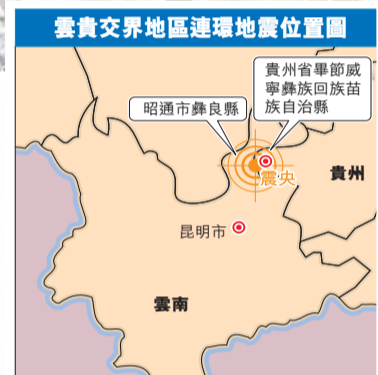 雲貴交界地區連環地震位置圖
貴州省畢節威
寧彝族回族苗
族自治縣
昭通市彝良縣
震央
貴州
昆明市
雲南